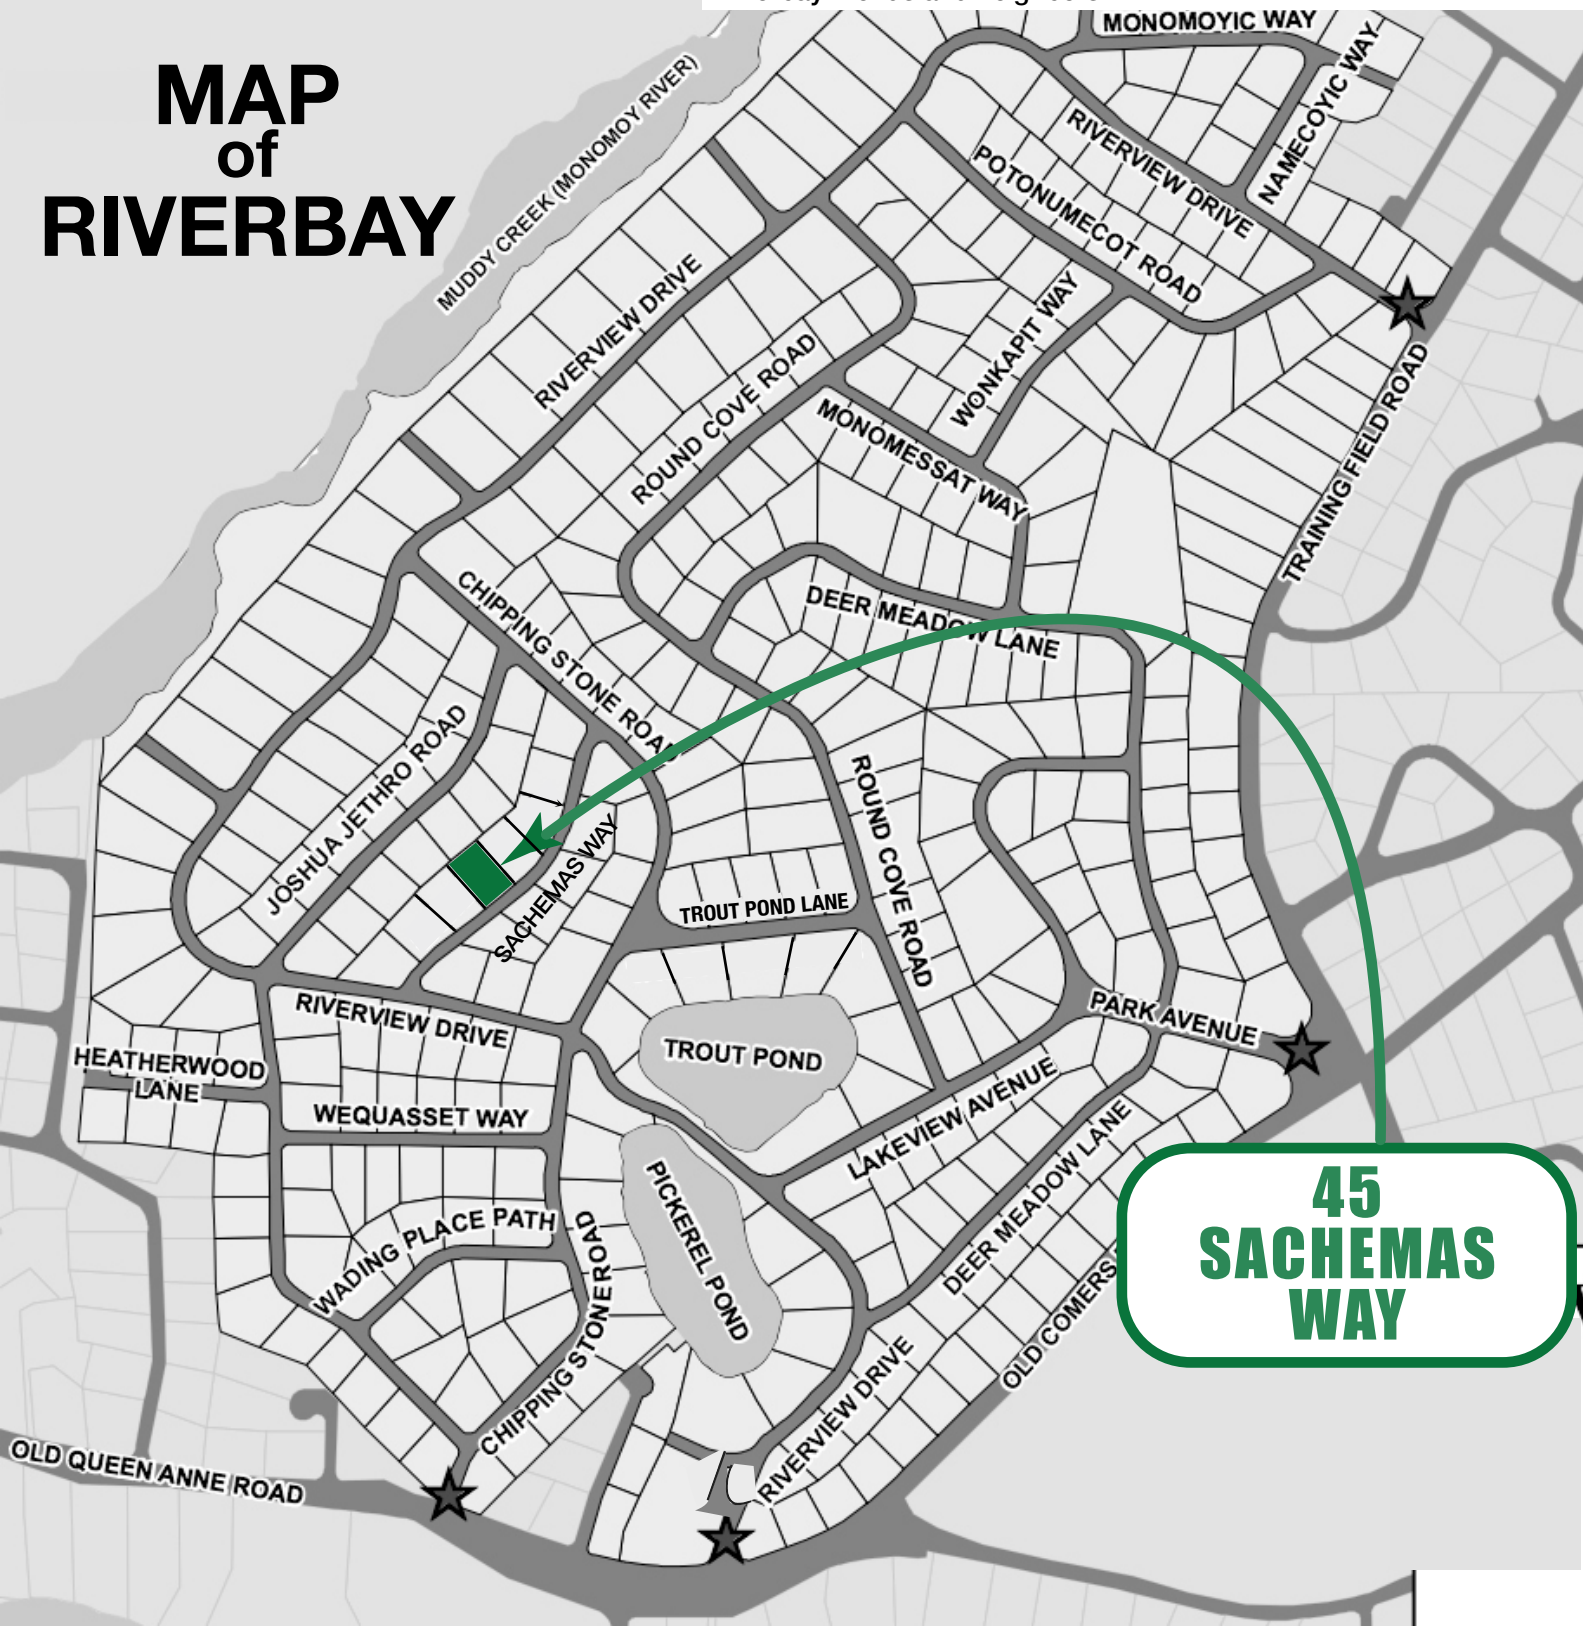 MAP
of
RIVERBAY
MONOMOYIC WAY
NAMECOYIC WAY
MUDDY CREEK (MONOMOY RIVER)
RIVERVIEW DRIVE
POTONUMECOT ROAD
RIVERVIEW DRIVE
WONKAPIT WAY
ROUND COVE ROAD
MONOMESSAT WAY
TRAINING FIELD ROAD
CHIPPING STONE ROAD
DEER MEADOW LANE
JOSHUA JETHRO ROAD
SACHEMAS WAY
ROUND COVE ROAD
TROUT POND LANE
RIVERVIEW DRIVE
PARK AVENUE
TROUT POND
HEATHERWOOD
LANE
WEQUASSET WAY
LAKEVIEW AVENUE
DEER MEADOW LANE
PICKEREL POND
WADING PLACE PATH
CHIPPING STONEROAD
OLD COMERS
RIVERVIEW DRIVE
OLD QUEEN ANNE ROAD
45
SACHEMAS
WAY